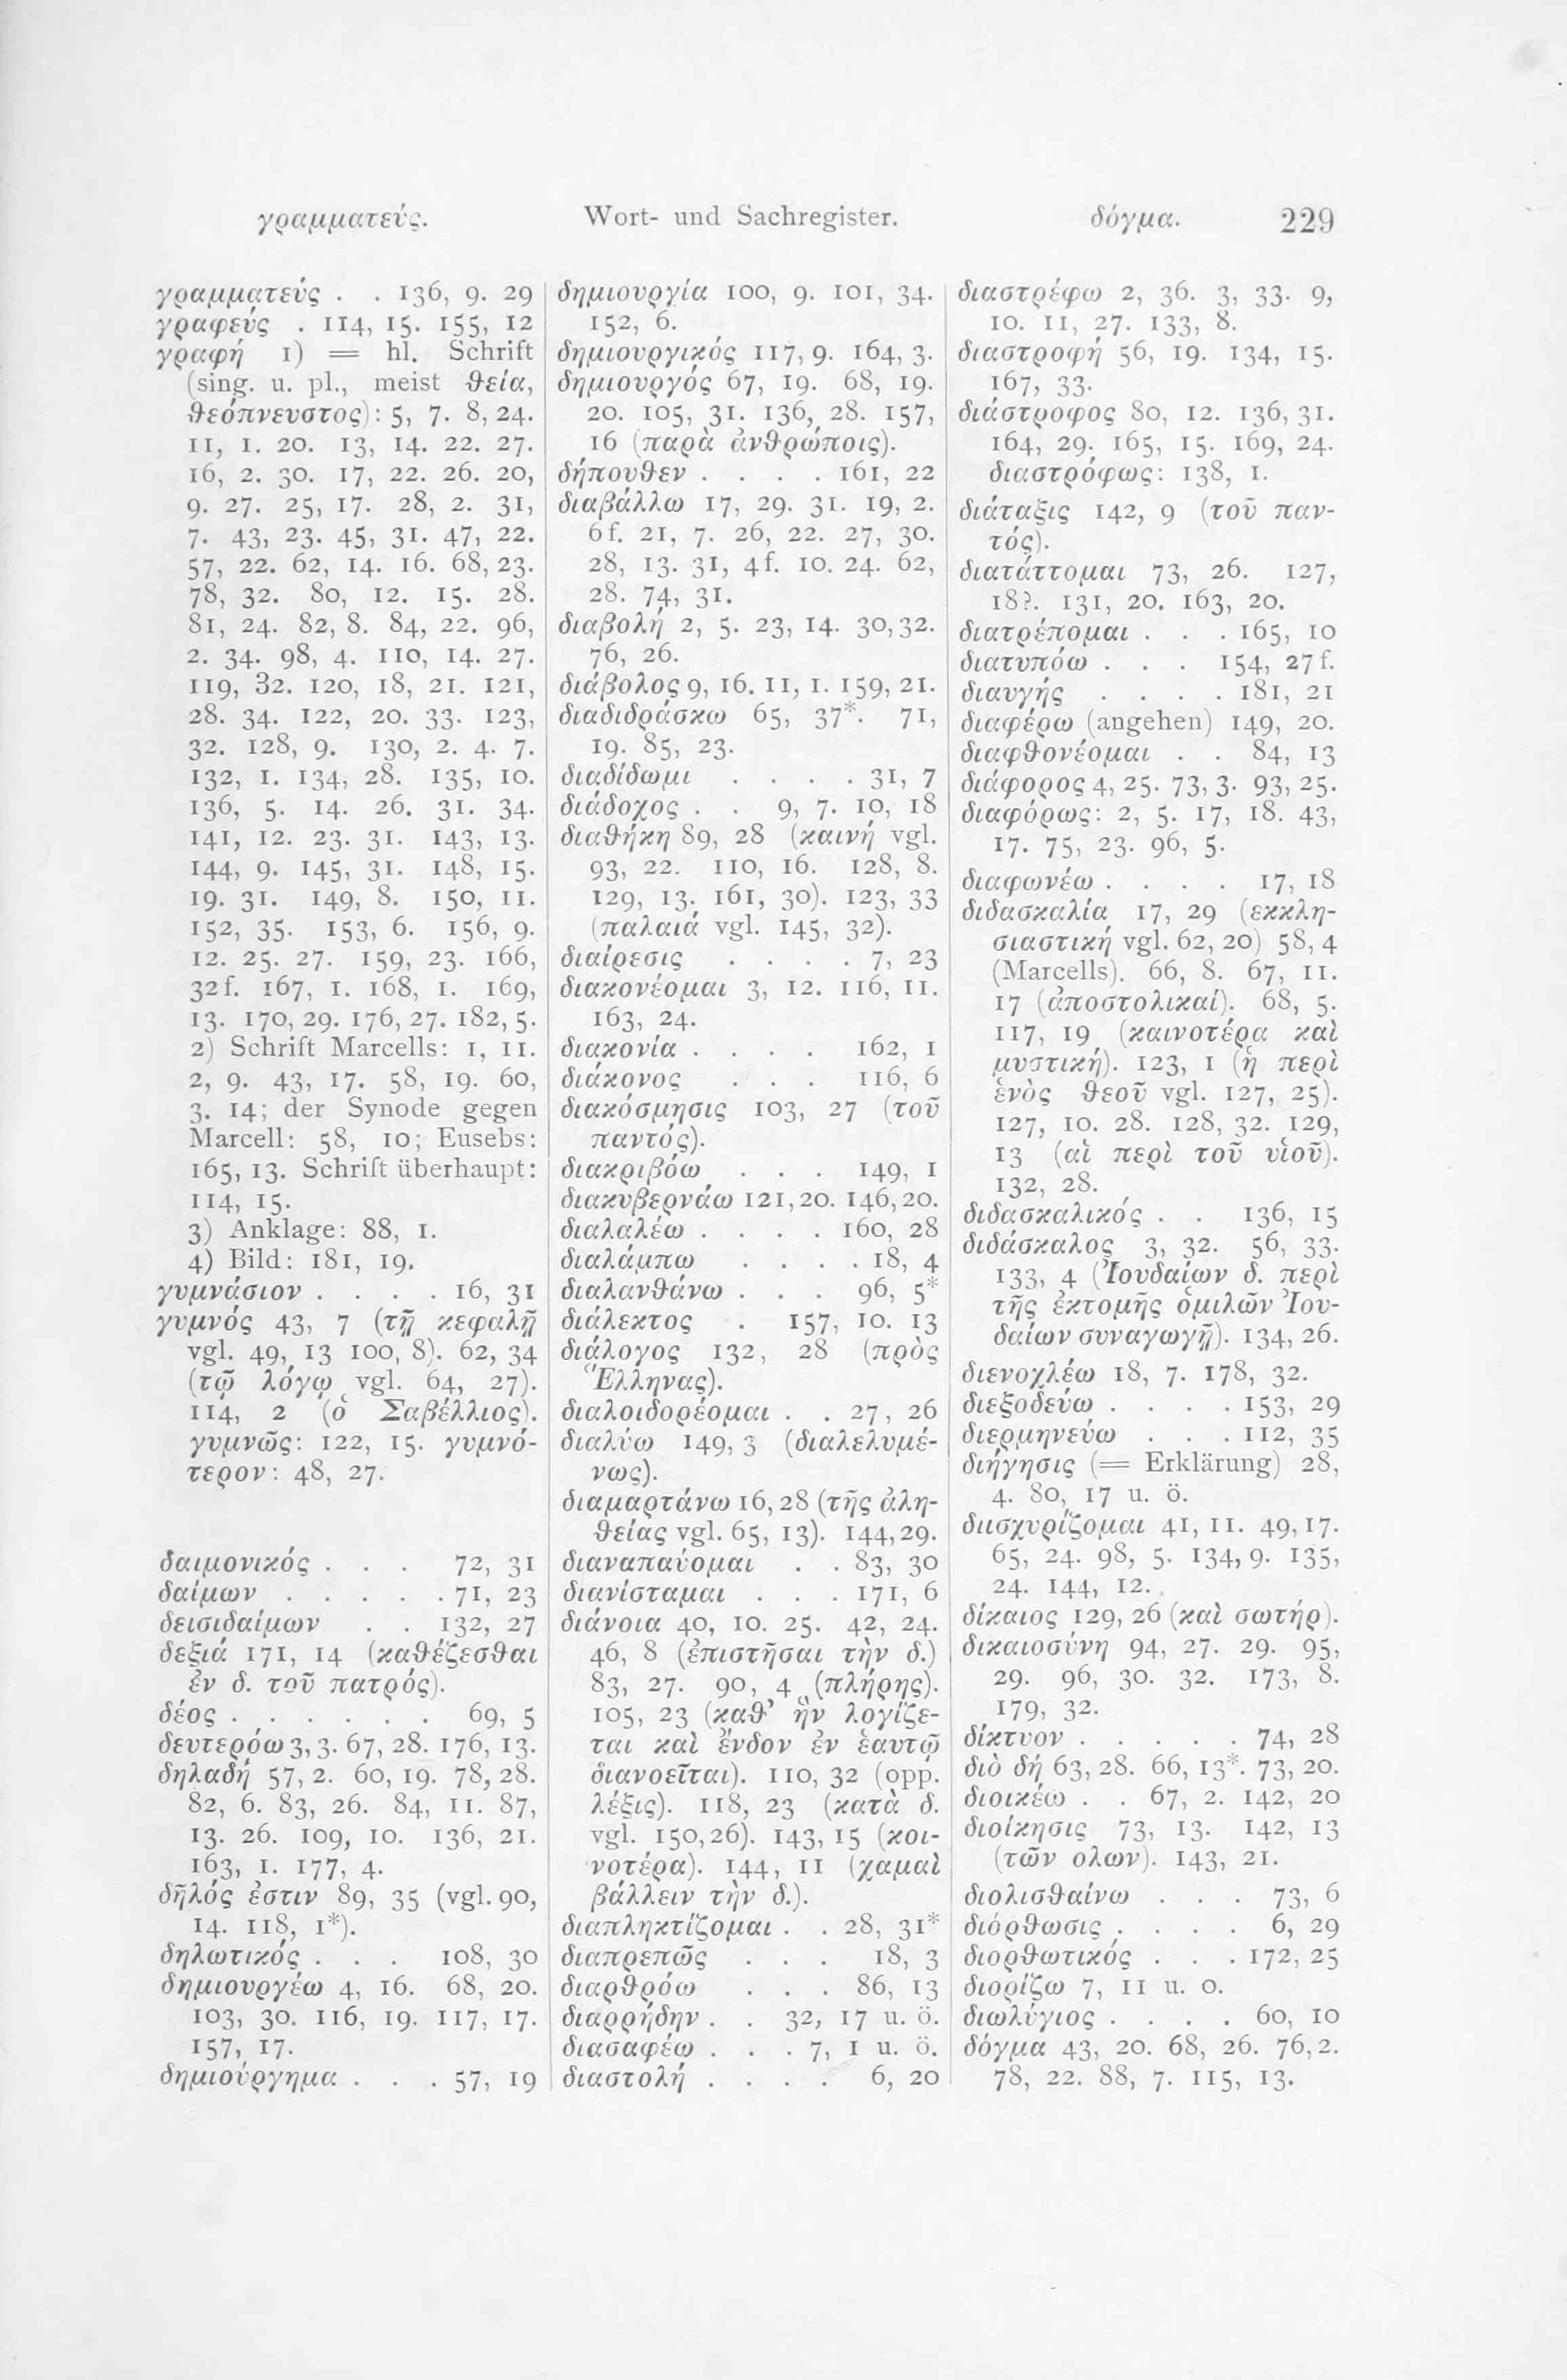 γραμματεύς. Wort- und Sachregister. δόγμα. 229
γραμματεύς . . 136, 9. 29
γραφεύς . 114, 15. 155, 12
γραφή 1) = hl. Schrift
(sing. u. pl., meist θεία,
θεόπνευστος): 5, 7. 8, 24.
11, 1. 20. 13, 14. 22. 27.
16, 2. 30. 17, 22. 26. 20,
9. 27. 25, 17. 28, 2. 31,
7. 43, 23. 45, 31. 47, 22.
57, 22. 62, 14. 16. 68, 23.
78, 32. 80, 12. 15. 28.
81, 24. 82, 8. 84, 22. 96,
2. 34. 98, 4. 110, 14. 27.
119, 32. 120, 18, 21. 121,
28. 34. 122, 20. 33. 123,
32. 128, 9. 130, 2. 4. 7.
132, 1. 134, 28. 135, 10.
136, 5. 14. 26. 31. 34.
141, 12. 23. 31. 143, 13.
144, 9. 145, 31. 148, 15.
19. 31. 149, 8. 150, 11.
152, 35. 153, 6. 156, 9.
12. 25. 27. 159, 23. 166,
32f. 167, 1. 168, 1. 169,
13. 170, 29. 176, 27. 182, 5.
2) Schrift Marcells: 1, 11.
2, 9. 43, 17. 58, 19. 60,
3. 14; der Synode gegen
Marcell: 58, 10; Eusebs:
165, 13. Schrift überhaupt:
114, 15.
3) Anklage: 88, 1.
4) Bild: 181, 19.
γυμνάσιον . . . . 16, 31
γυμνός 43, 7 (τῇ κεφαλῇ
vgl. 49, 13 100, 8). 62, 34
(τῷ λόγῳ vgl. 64, 27).
114, 2 (ὁ Σαβέλλιος).
γυμνῶς: 122, 15. γυμνό-
τερον: 48, 27.
δαιμονικός . . . 72, 31
δαίμων . . . . . 71, 23
δεισιδαίμων . . 132, 27
δεξιά 171, 14 (καθέζεσθαι
ἐν δ. τοῦ πατρός).
δέος . . . . . . 69, 5
δευτερόω 3, 3. 67, 28. 176, 13.
δηλαδή 57, 2. 60, 19. 78, 28.
82, 6. 83, 26. 84, 11. 87,
13. 26. 109, 10. 136, 21.
163, 1. 177, 4.
δῆλός ἐστιν 89, 35 (vgl. 90,
14. 118, 1*).
δηλωτικός . . . 108, 30
δημιουργέω 4, 16. 68, 20.
103, 30. 116, 19. 117, 17.
157, 17.
δημιούργημα . . . 57, 19
δημιουργία 100, 9. 101, 34.
152, 6.
δημιουργικός 117, 9. 164, 3.
δημιουργός 67, 19. 68, 19.
20. 105, 31. 136, 28. 157,
16 (παρὰ ἀνθρώποις).
δήπουθεν . . . . 161, 22
διαβάλλω 17, 29. 31. 19, 2.
6f. 21, 7. 26, 22. 27, 30.
28, 13. 31, 4f. 10. 24. 62,
28. 74, 31.
διαβολή 2, 5. 23, 14. 30, 32.
76, 26.
διάβολος 9, 16. 11, 1. 159, 21.
διαδιδράσκω 65, 37*. 71,
19. 85, 23.
διαδίδωμι . . . . 31, 7
διάδοχος . . 9, 7. 10, 18
διαθήκη 89, 28 (καινή vgl.
93, 22. 110, 16. 128, 8.
129, 13. 161, 30). 123, 33
(παλαιά vgl. 145, 32).
διαίρεσις . . . . 7, 23
διακονέομαι 3, 12. 116, 11.
163, 24.
διακονία . . . . 162, 1
διάκονος . . . 116, 6
διακόσμησις 103, 27 (τοῦ
παντός).
διακριβόω . . . 149, 1
διακυβερνάω 121, 20. 146, 20.
διαλαλέω . . . . 160, 28
διαλάμπω . . . . 18, 4
διαλανθάνω . . . 96, 5*
διάλεκτος . 157, 10. 13
διάλογος 132, 28 (πρὸς
Ἕλληνας).
διαλοιδορέομαι . . 27, 26
διαλύω 149, 3 (διαλελυμέ-
νως).
διαμαρτάνω 16, 28 (τῆς ἀλη-
θείας vgl. 65, 13). 144, 29.
διαναπαύομαι . . 83, 30
διανίσταμαι . . . 171, 6
διάνοια 40, 10. 25. 42, 24.
46, 8 (ἐπιστῆσαι τὴν δ.)
83, 27. 90, 4 (πλήρης).
105, 23 (καθ’ ἣν λογίζε-
ται καὶ ἔνδον ἐν ἑαυτῷ
διανοεῖται). 110, 32 (opp.
λέξις). 118, 23 (κατὰ δ.
vgl. 150, 26). 143, 15 (κοι-
νοτέρα). 144, 11 (χαμαὶ
βάλλειν τὴν δ.).
διαπληκτίζομαι . . 28, 31*
διαπρεπῶς . . . 18, 3
διαρθρόω . . . 86, 13
διαρρήδην . . 32, 17 u. ö.
διασαφέω . . . 7, 1 u. ö.
διαστολή . . . . 6, 20
διαστρέφω 2, 36. 3, 33. 9,
10. 11, 27. 133, 8.
διαστροφή 56, 19. 134, 15.
167, 33.
διάστροφος 80, 12. 136, 31.
164, 29. 165, 15. 169, 24.
διαστρόφως: 138, 1.
διάταξις 142, 9 (τοῦ παν-
τός).
διατάττομαι 73, 26. 127,
18?. 131, 20. 163, 20.
διατρέπομαι . . . 165, 10
διατυπόω . . . 154, 27f.
διαυγής . . . . 181, 21
διαφέρω (angehen) 149, 20.
διαφθονέομαι . . 84, 13
διάφορος 4, 25. 73, 3. 93, 25.
διαφόρως: 2, 5. 17, 18. 43,
17. 75, 23. 96, 5.
διαφωνέω . . . . 17, 18
διδασκαλία 17, 29 (εκκλη-
σιαστική vgl. 62, 20) 58, 4
(Marcells). 66, 8. 67, 11.
17 (ἀποστολικαί). 68, 5.
117, 19 (καινοτέρα καὶ
μυστική). 123, 1 (ἡ περὶ
ἑνὸς θεοῦ vgl. 127, 25).
127, 10. 28. 128, 32. 129,
13 (αἱ περὶ τοῦ υἱοῦ).
132, 28.
διδασκαλικός . . 136, 15
διδάσκαλος 3, 32. 56, 33.
133, 4 (Ἰουδαίων δ. περὶ
τῆς ἐκτομῆς ὁμιλῶν Ἰου-
δαίων συναγωγῇ). 134, 26.
διενοχλέω 18, 7. 178, 32.
διεξοδεύω . . . . 153, 29
διερμηνεύω . . . 112, 35
διήγησις (= Erklärung) 28,
4. 80, 17 u. ö.
διισχυρίζομαι 41, 11. 49, 17.
65, 24. 98, 5. 134, 9. 135,
24. 144, 12.
δίκαιος 129, 26 (καὶ σωτήρ).
δικαιοσύνη 94, 27. 29. 95,
29. 96, 30. 32. 173, 8.
179, 32.
δίκτυον . . . . . 74, 28
διὸ δή 63, 28. 66, 13*. 73, 20.
διοικέω . . 67, 2. 142, 20
διοίκησις 73, 13. 142, 13
(τῶν ολων). 143, 21.
διολισθαίνω . . . 73, 6
διόρθωσις . . . . 6, 29
διορθωτικός . . . 172, 25
διορίζω 7, 11 u. o.
διωλύγιος . . . . 60, 10
δόγμα 43, 20. 68, 26. 76, 2.
78, 22. 88, 7. 115, 13.